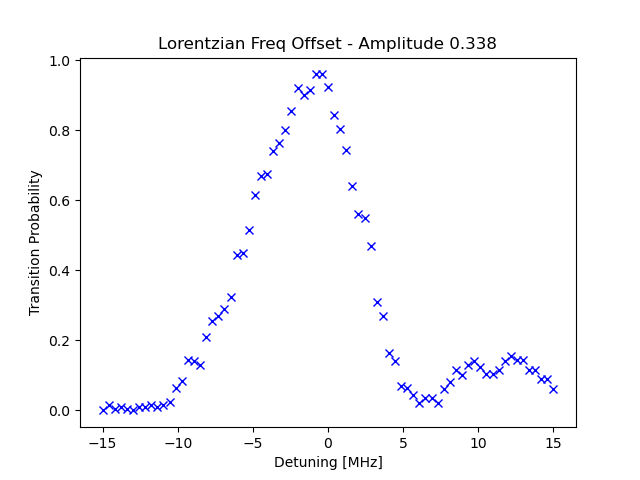 Lorentzian Freq Offset - Amplitude 0.338
1.0
0.8
0.6
0.4
0.2
0.0
Transition Probability
−15 −10 −5 0 5 10 15
Detuning [MHz]